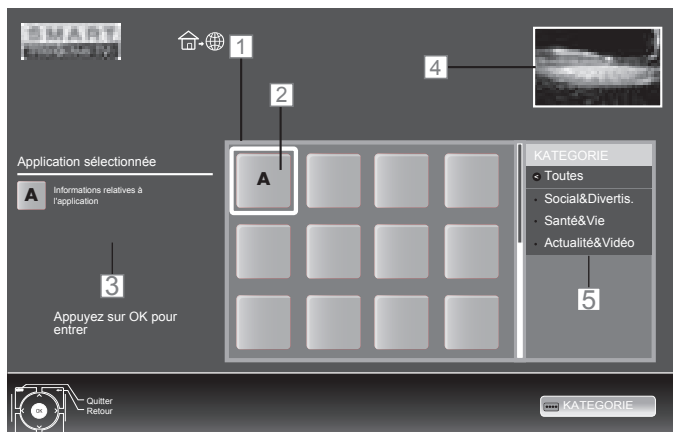 SMART
1
4
2
Application sélectionnée
A
Informations relatives à
l'application
A
KATEGORIE
Toutes
Social&Divertis.
Santé&Vie
Actualité&Vidéo
3
5
Appuyez sur OK pour
entrer
Quitter
Retour
OK
KATEGORIE